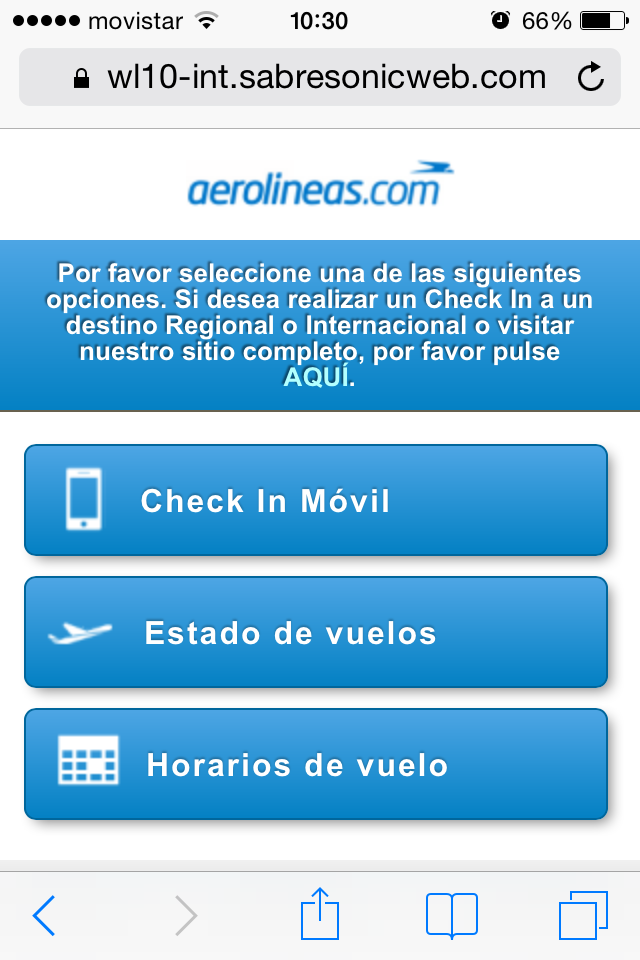 movistar 10:30 66%
wl10-int.sabresonicweb.com
aerolineas.com
Por favor seleccione una de las siguientes
opciones. Si desea realizar un Check In a un
destino Regional o Internacional o visitar
nuestro sitio completo, por favor pulse
AQUÍ.
Check In Móvil
Estado de vuelos
Horarios de vuelo